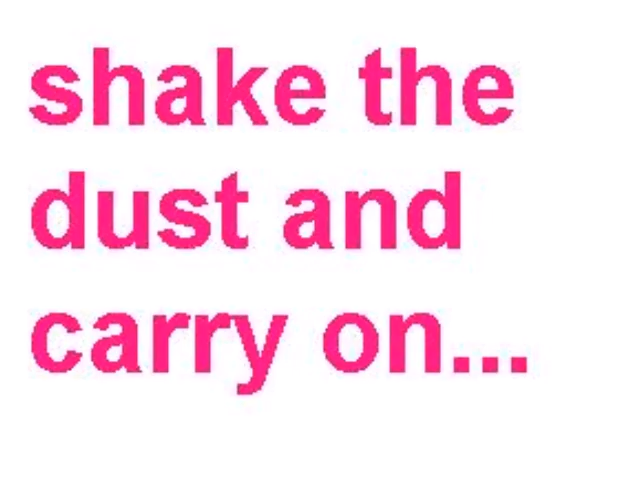 shake the
dust and
carry on...